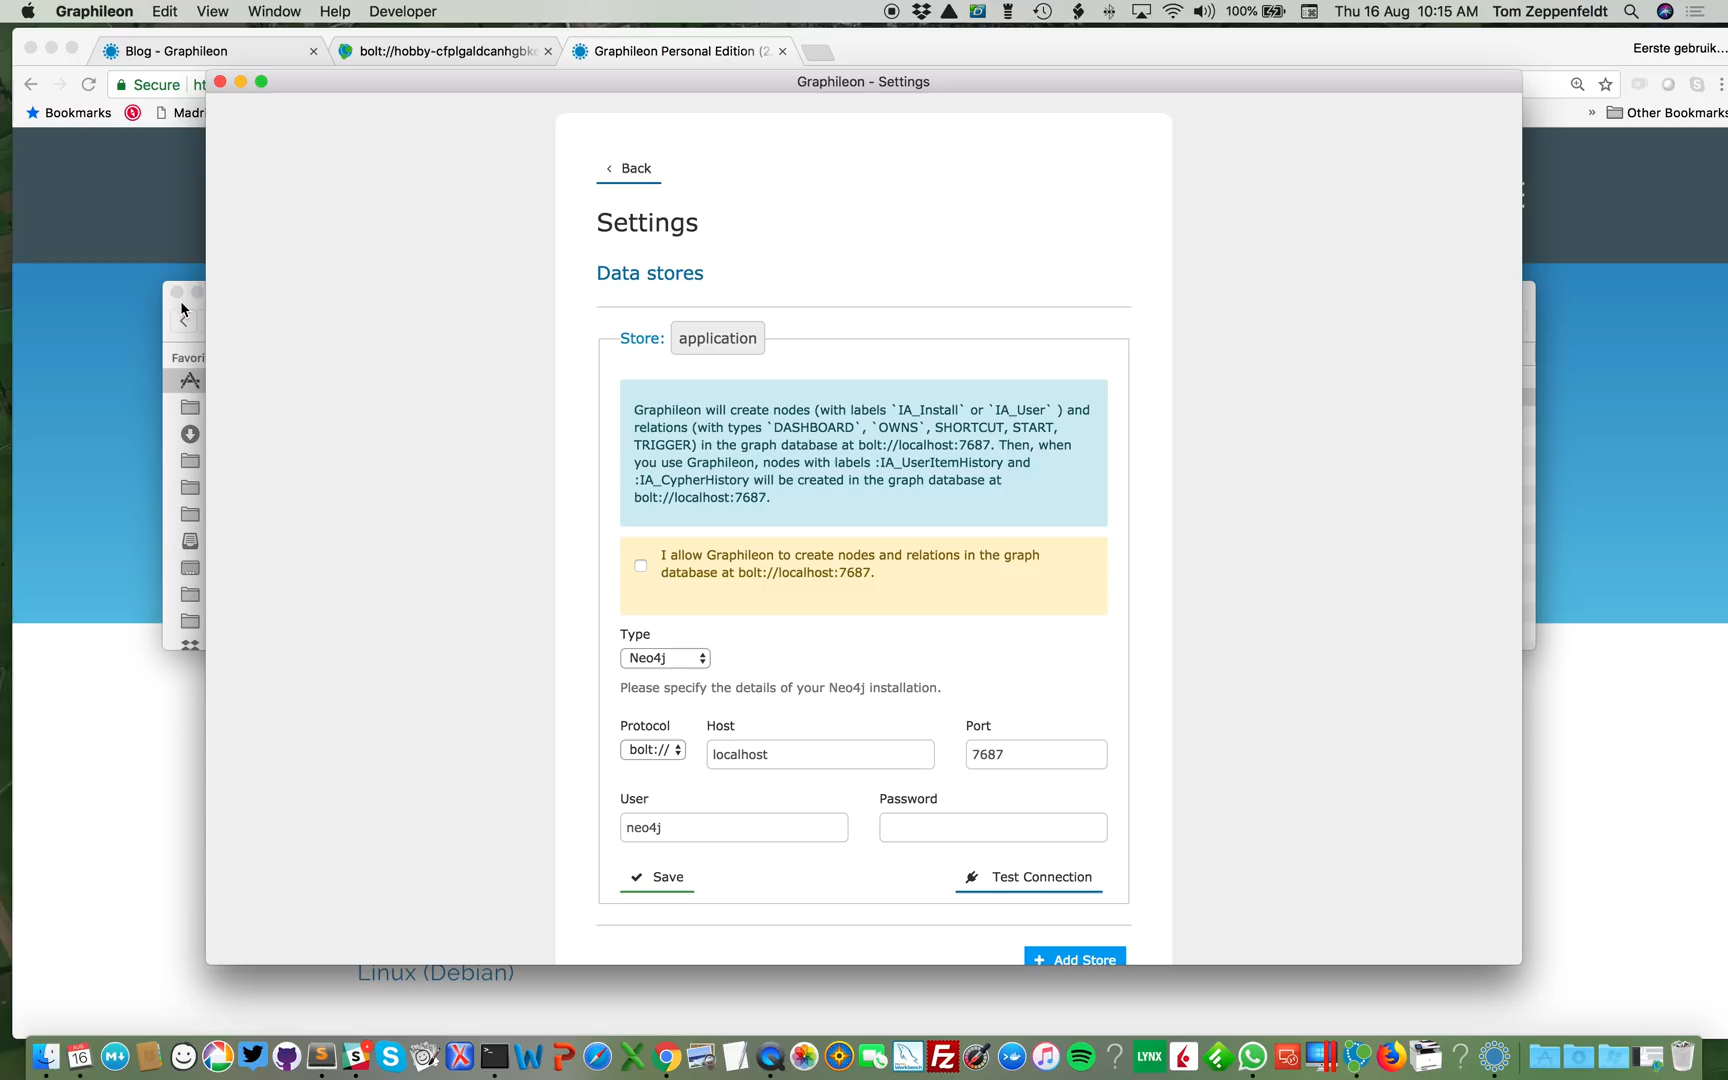 Graphileon Edit View Window Help Developer
100% Thu 16 Aug 10:15 AM Tom Zeppenfeldt
Blog - Graphileon
bolt://hobby-cfplgaldcanhgbke
Graphileon Personal Edition (2.
Eerste gebruik...
Secure
Graphileon - Settings
Bookmarks
Madri
» Other Bookmarks
‹ Back
Settings
Data stores
Store: application
Favori
Graphileon will create nodes (with labels `IA_Install` or `IA_User` ) and
relations (with types `DASHBOARD`, `OWNS`, SHORTCUT, START,
TRIGGER) in the graph database at bolt://localhost:7687. Then, when
you use Graphileon, nodes with labels :IA_UserItemHistory and
:IA_CypherHistory will be created in the graph database at
bolt://localhost:7687.
I allow Graphileon to create nodes and relations in the graph
database at bolt://localhost:7687.
Type
Neo4j
Please specify the details of your Neo4j installation.
Protocol Host Port
bolt:// localhost 7687
User Password
neo4j
Save Test Connection
+ Add Store
Linux (Debian)
LYNX